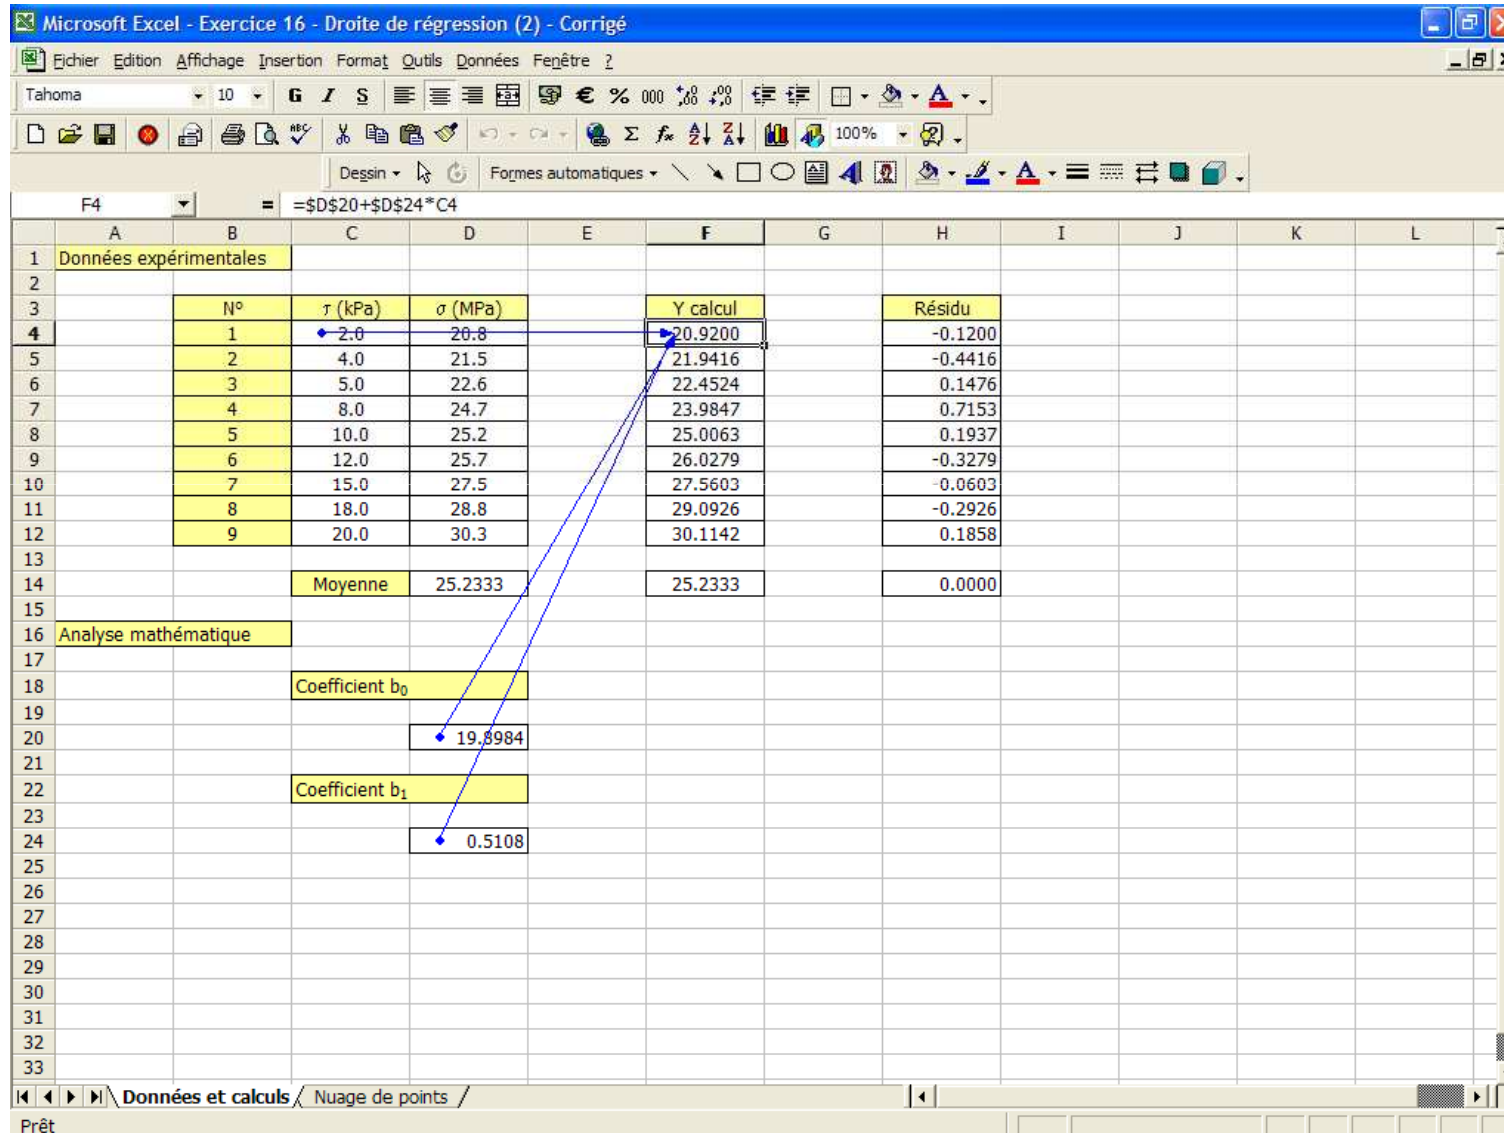 Microsoft Excel - Exercice 16 - Droite de régression (2) - Corrigé
Fichier Edition Affichage Insertion Format Outils Données Fenêtre ?
Tahoma 10 G I S € % 000
100%
Dessin Formes automatiques
F4 = =$D$20+$D$24*C4
A B C D E F G H I J K L
1 Données expérimentales
2
3 N° τ (kPa) σ (MPa) Y calcul Résidu
4 1 2.0 20.8 20.9200 -0.1200
5 2 4.0 21.5 21.9416 -0.4416
6 3 5.0 22.6 22.4524 0.1476
7 4 8.0 24.7 23.9847 0.7153
8 5 10.0 25.2 25.0063 0.1937
9 6 12.0 25.7 26.0279 -0.3279
10 7 15.0 27.5 27.5603 -0.0603
11 8 18.0 28.8 29.0926 -0.2926
12 9 20.0 30.3 30.1142 0.1858
13
14 Moyenne 25.2333 25.2333 0.0000
15
16 Analyse mathématique
17
18 Coefficient b₀
19
20 19.8984
21
22 Coefficient b₁
23
24 0.5108
25
26
27
28
29
30
31
32
33
Données et calculs Nuage de points
Prêt